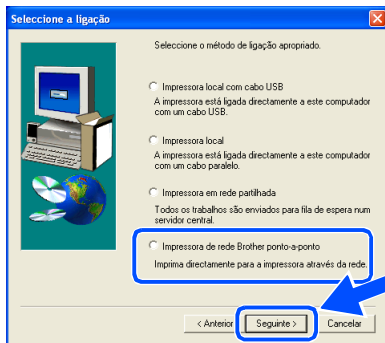 Seleccione a ligação
Seleccione o método de ligação apropriado.
Impressora local com cabo USB
A impressora está ligada directamente a este computador
com um cabo USB.
Impressora local
A impressora está ligada directamente a este computador
com um cabo paralelo.
Impressora em rede partilhada
Todos os trabalhos são enviados para fila de espera num
servidor central.
Impressora de rede Brother ponto-a-ponto
Imprima directamente para a impressora através da rede.
< Anterior Seguinte > Cancelar